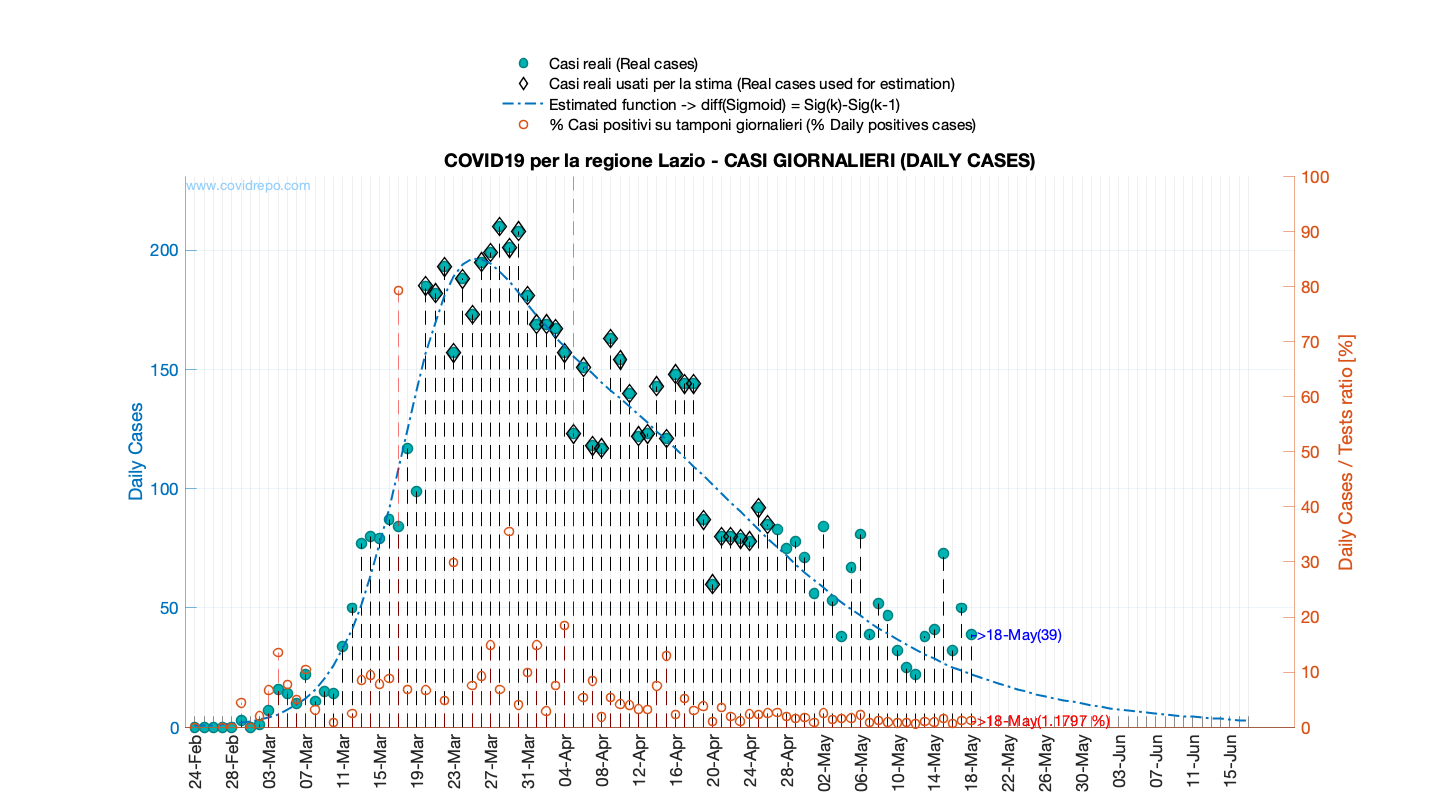 Casi reali (Real cases)
Casi reali usati per la stima (Real cases used for estimation)
Estimated function -> diff(Sigmoid) = Sig(k)-Sig(k-1)
% Casi positivi su tamponi giornalieri (% Daily positives cases)
COVID19 per la regione Lazio - CASI GIORNALIERI (DAILY CASES)
www.covidrepo.com
Daily Cases
200
150
100
50
0
100
90
80
70
60
50
40
30
20
10
0
Daily Cases / Tests ratio [%]
->18-May(39)
->18-May(1.1797 %)
24-Feb
28-Feb
03-Mar
07-Mar
11-Mar
15-Mar
19-Mar
23-Mar
27-Mar
31-Mar
04-Apr
08-Apr
12-Apr
16-Apr
20-Apr
24-Apr
28-Apr
02-May
06-May
10-May
14-May
18-May
22-May
26-May
30-May
03-Jun
07-Jun
11-Jun
15-Jun